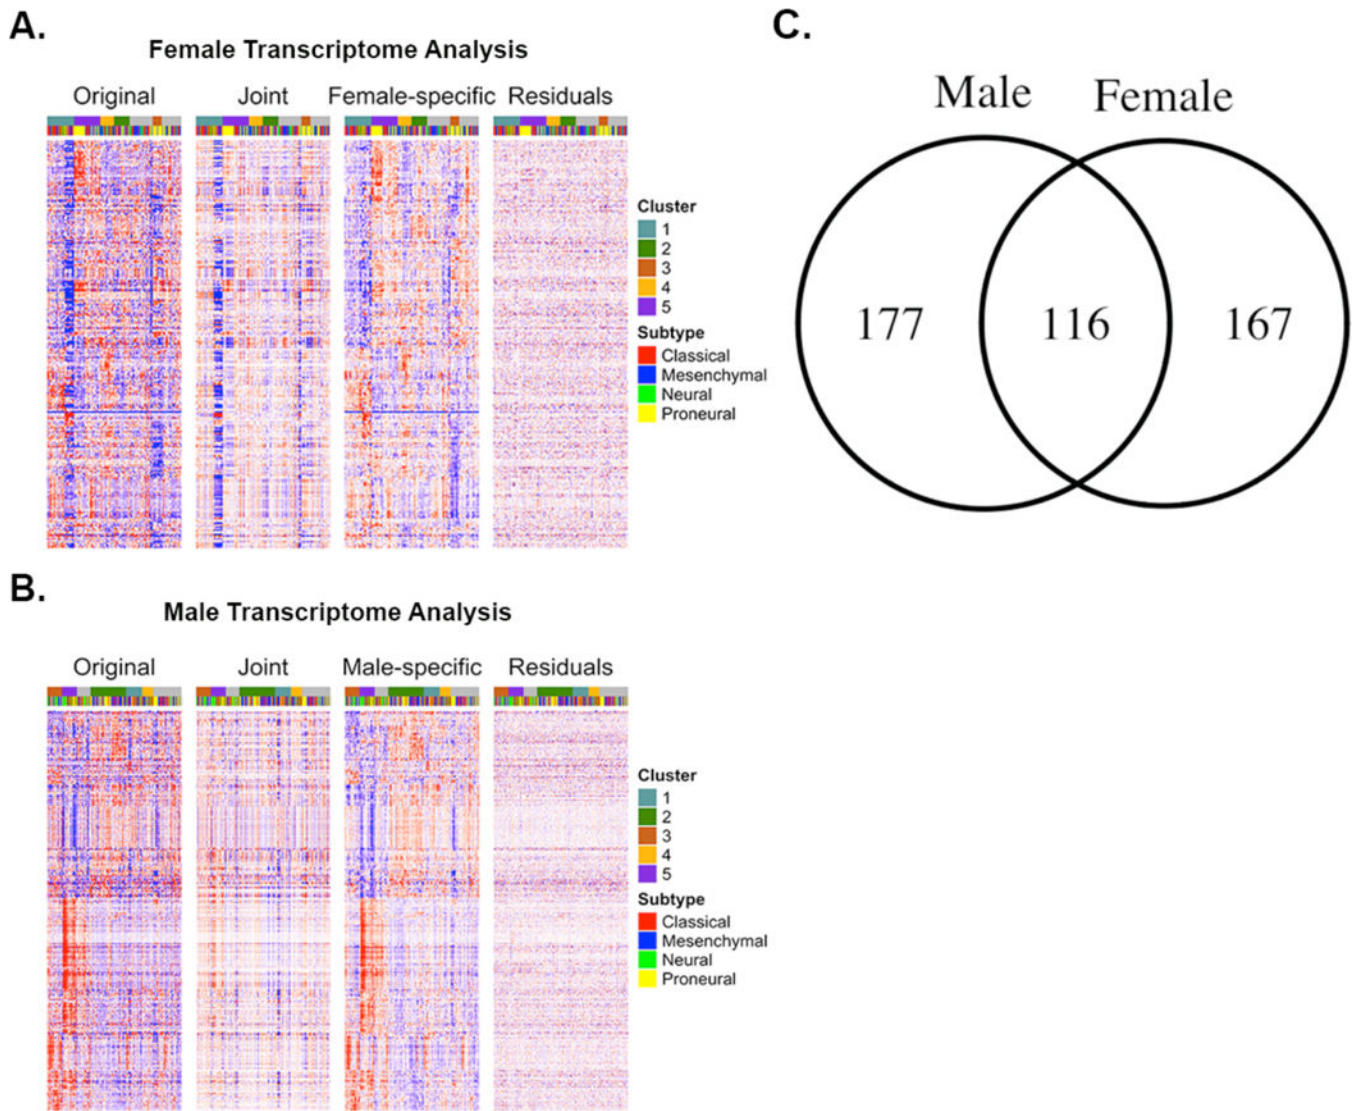 A.
Female Transcriptome Analysis
Original Joint Female-specific Residuals
Cluster
1
2
3
4
5
Subtype
Classical
Mesenchymal
Neural
Proneural
B.
Male Transcriptome Analysis
Original Joint Male-specific Residuals
Cluster
1
2
3
4
5
Subtype
Classical
Mesenchymal
Neural
Proneural
C.
Male Female
177 116 167